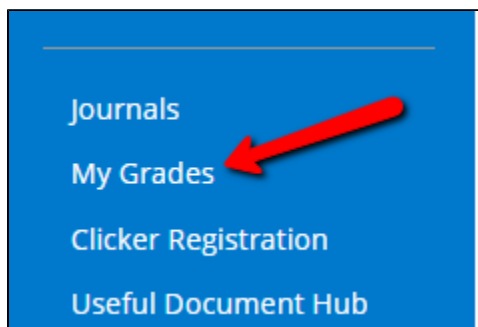 Journals
My Grades
Clicker Registration
Useful Document Hub